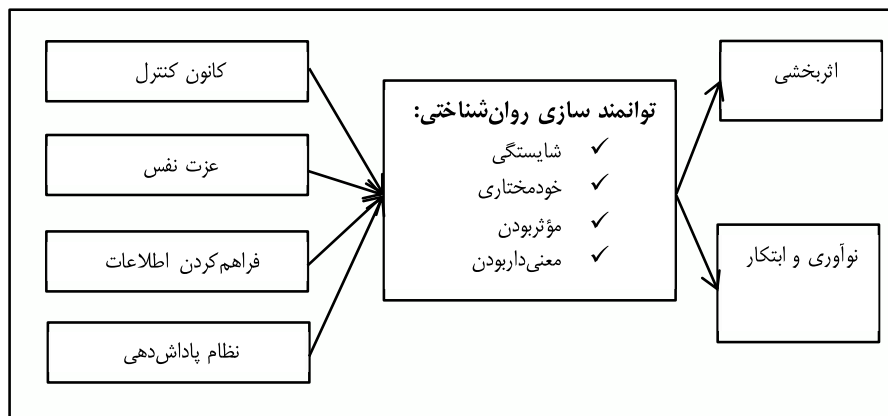 کانون کنترل
عزت نفس
فراهم‌کردن اطلاعات
نظام پاداش‌دهی
توانمند سازی روان‌شناختی:
✓ شایستگی
✓ خودمختاری
✓ مؤثربودن
✓ معنی‌داربودن
اثربخشی
نوآوری و ابتکار